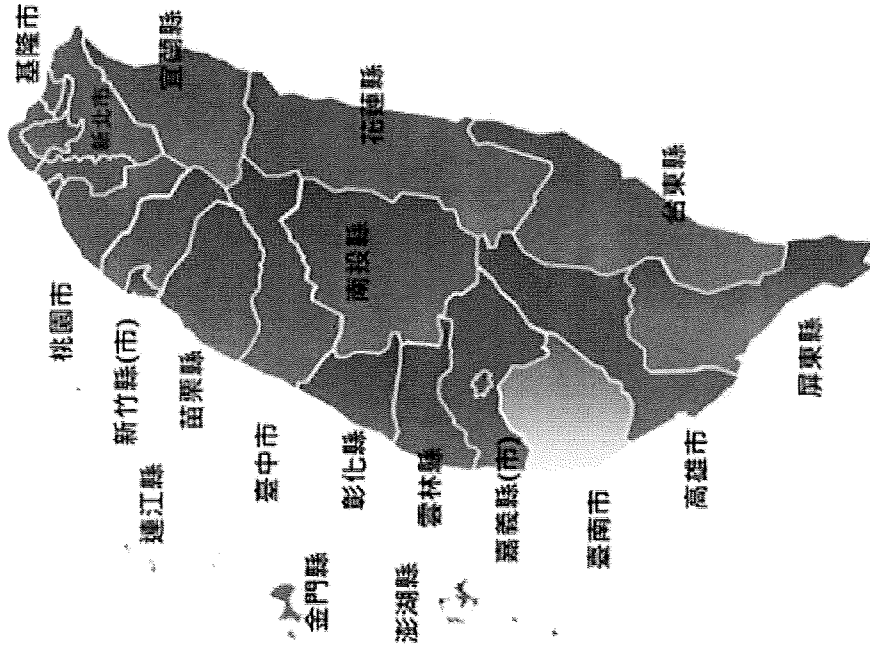 基隆市
新北市
宜蘭縣
桃園市
花蓮縣
新竹縣(市)
苗栗縣
連江縣
南投縣
台東縣
臺中市
彰化縣
雲林縣
金門縣
嘉義縣(市)
澎湖縣
臺南市
高雄市
屏東縣